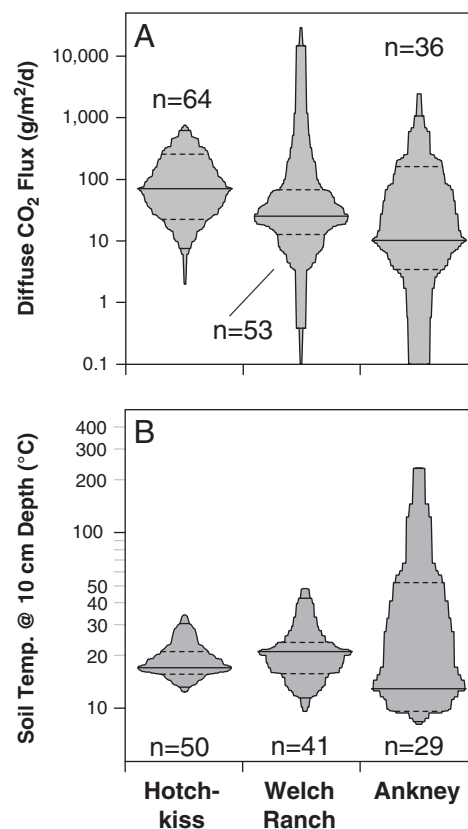 A
Diffuse CO₂ Flux (g/m²/d)
10,000
1,000
100
10
1
0.1
n=64
n=53
n=36
B
Soil Temp. @ 10 cm Depth (°C)
400
300
200
100
50
40
30
20
10
n=50
n=41
n=29
Hotch-
kiss
Welch
Ranch
Ankney